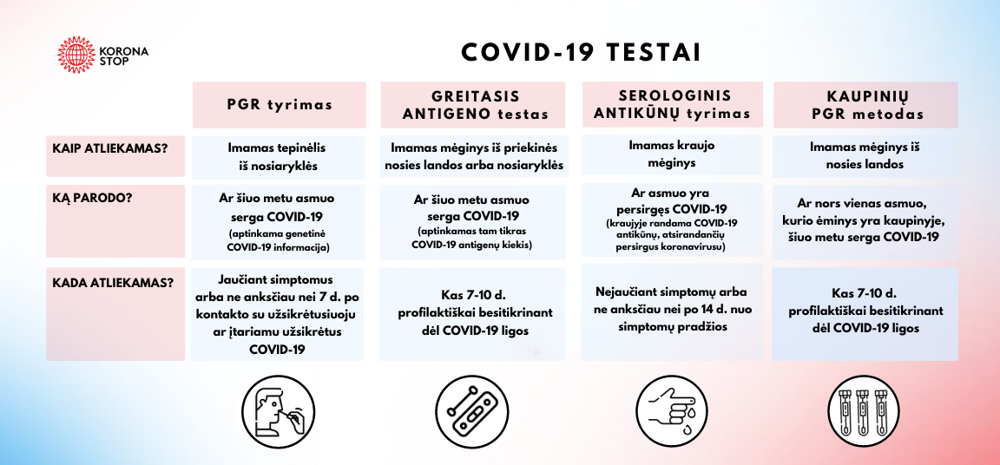 KORONA
STOP
COVID-19 TESTAI
PGR tyrimas
GREITASIS
ANTIGENO testas
SEROLOGINIS
ANTIKŪNŲ tyrimas
KAUPINIŲ
PGR metodas
KAIP ATLIEKAMAS?
Imamas tepinėlis
iš nosiaryklės
Imamas mėginys iš priekinės
nosies landos arba nosiaryklės
Imamas kraujo
mėginys
Imamas mėginys iš
nosies landos
KĄ PARODO?
Ar šiuo metu asmuo
serga COVID-19
(aptinkama genetinė
COVID-19 informacija)
Ar šiuo metu asmuo
serga COVID-19
(aptinkamas tam tikras
COVID-19 antigenų kiekis)
Ar asmuo yra
persirgęs COVID-19
(kraujyje randama COVID-19
antikūnų, atsirandančių
persirgus koronavirusu)
Ar nors vienas asmuo,
kurio ėminys yra kaupinyje,
šiuo metu serga COVID-19
KADA ATLIEKAMAS?
Jaučiant simptomus
arba ne anksčiau nei 7 d. po
kontakto su užsikrėtusiuoju
ar įtariamu užsikrėtus
COVID-19
Kas 7-10 d.
profilaktiškai besitikrinant
dėl COVID-19 ligos
Nejaučiant simptomų arba
ne anksčiau nei po 14 d. nuo
simptomų pradžios
Kas 7-10 d.
profilaktiškai besitikrinant
dėl COVID-19 ligos